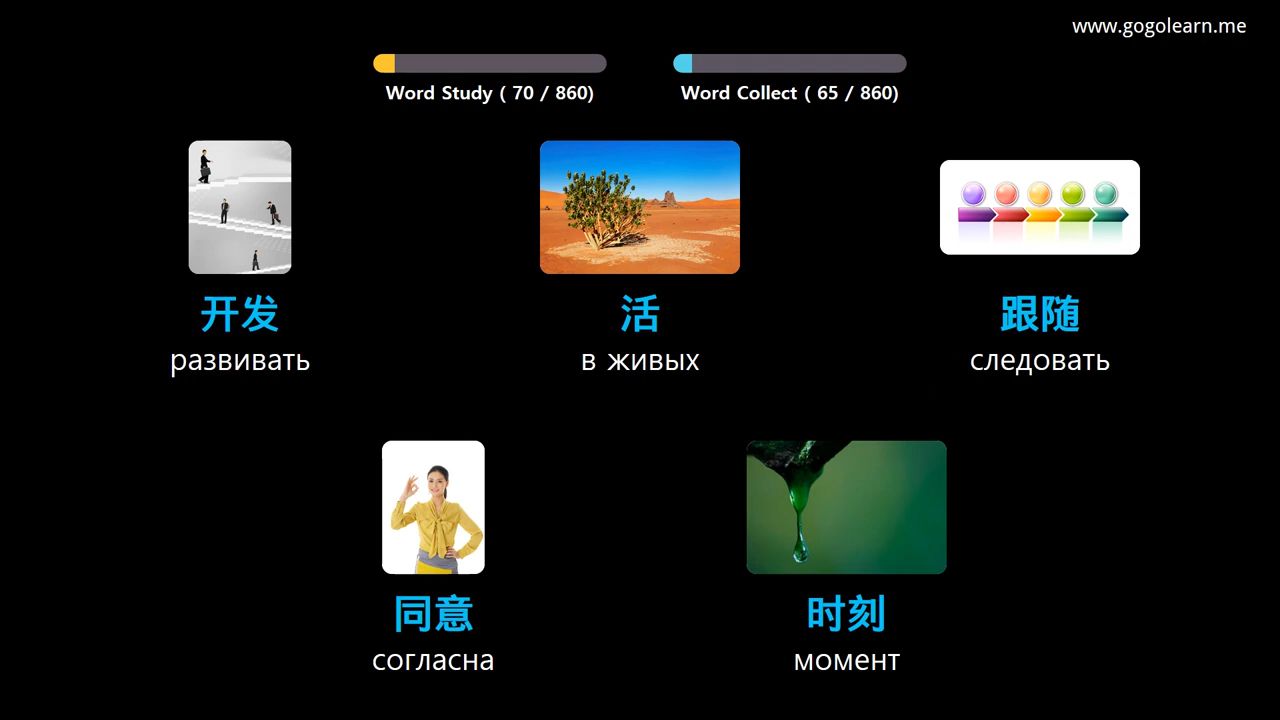 www.gogolearn.me
Word Study ( 70 / 860)
Word Collect ( 65 / 860)
开发
развивать
活
в живых
跟随
следовать
同意
согласна
时刻
момент